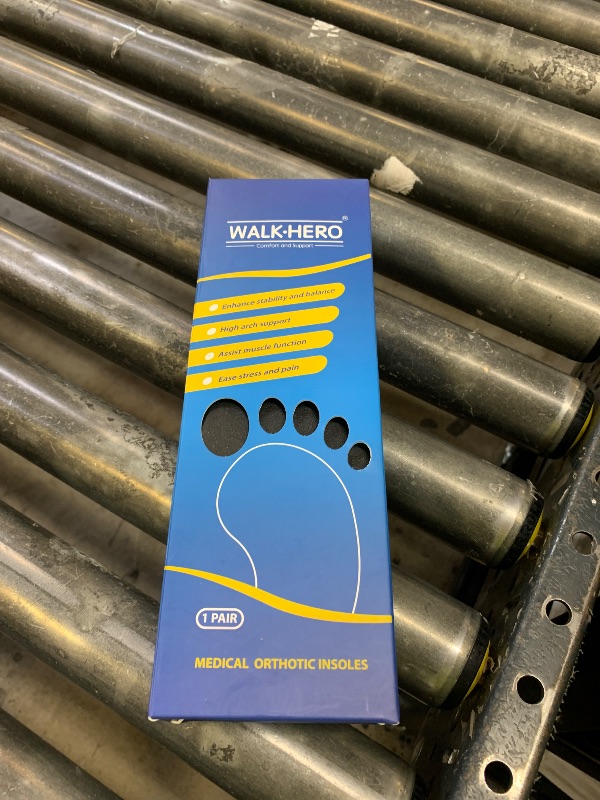 WALK·HERO®
Comfort and Support
Enhance stability and balance
High arch support
Assist muscle function
Ease stress and pain
1 PAIR
MEDICAL ORTHOTIC INSOLES